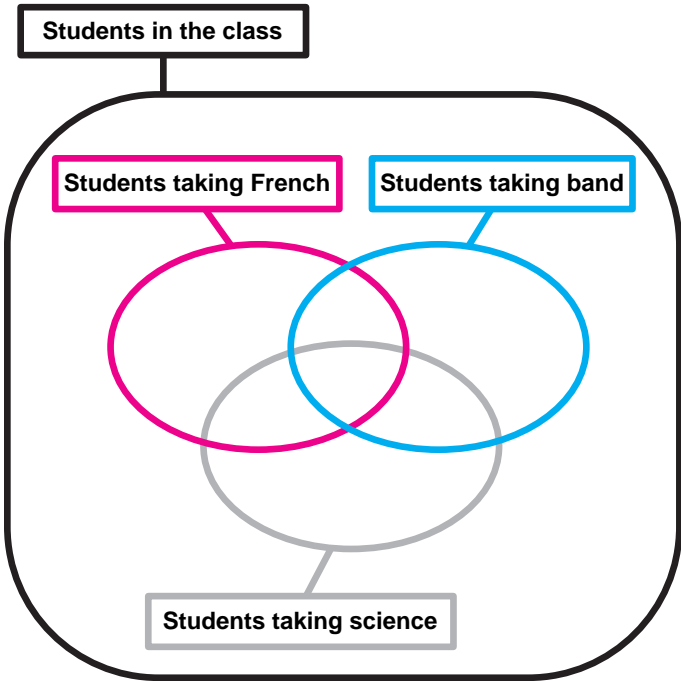 Students in the class
Students taking French
Students taking band
Students taking science